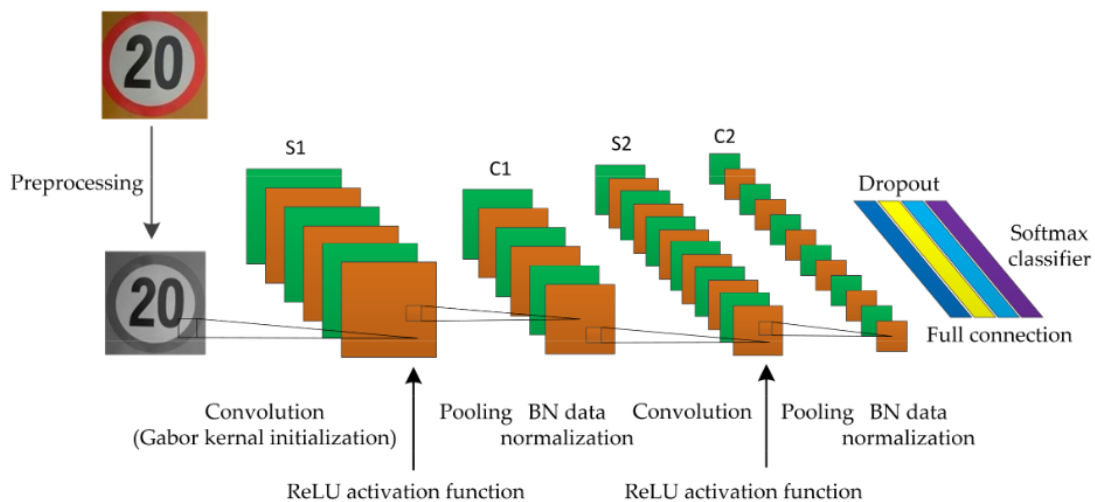 20
Preprocessing
20
S1
C1
S2
C2
Dropout
Softmax
classifier
Full connection
Convolution
(Gabor kernal initialization)
Pooling
BN data
normalization
Convolution
Pooling
BN data
normalization
ReLU activation function
ReLU activation function